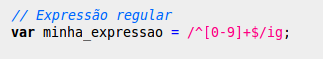 // Expressão regular
var minha_expressao = /^[0-9]+$/ig;